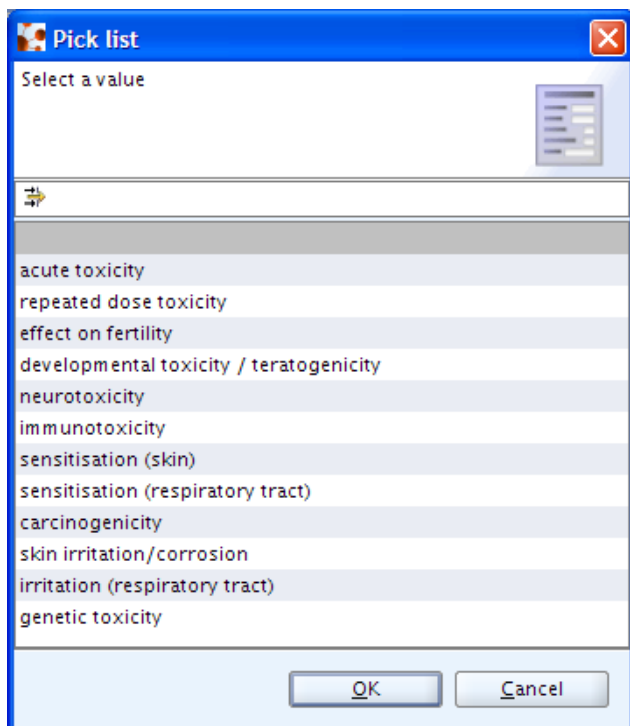 Pick list
Select a value
acute toxicity
repeated dose toxicity
effect on fertility
developmental toxicity / teratogenicity
neurotoxicity
immunotoxicity
sensitisation (skin)
sensitisation (respiratory tract)
carcinogenicity
skin irritation/corrosion
irritation (respiratory tract)
genetic toxicity
OK Cancel